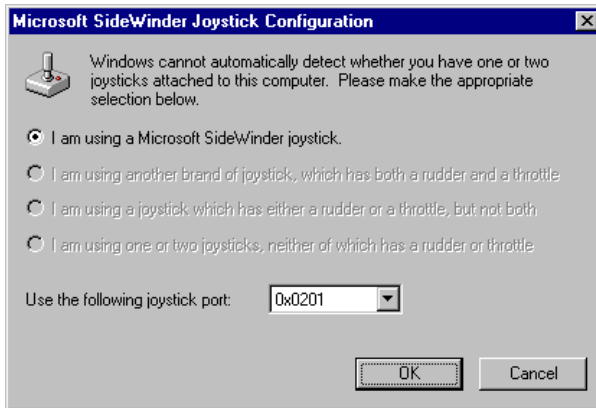 Microsoft SideWinder Joystick Configuration
Windows cannot automatically detect whether you have one or two
joysticks attached to this computer.  Please make the appropriate
selection below.
I am using a Microsoft SideWinder joystick.
I am using another brand of joystick, which has both a rudder and a throttle
I am using a joystick which has either a rudder or a throttle, but not both
I am using one or two joysticks, neither of which has a rudder or throttle
Use the following joystick port: 0x0201
OK Cancel